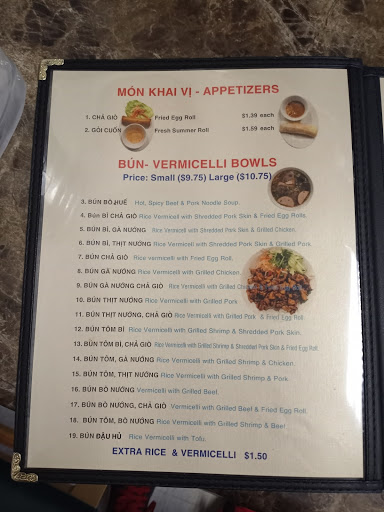 MÓN KHAI VỊ - APPETIZERS
1. CHẢ GIÒ Fried Egg Roll $1.39 each
2. GỎI CUỐN Fresh Summer Roll $1.59 each
BÚN- VERMICELLI BOWLS
Price: Small ($9.75) Large ($10.75)
3. BÚN BÒ HUẾ Hot, Spicy Beef & Pork Noodle Soup.
4. BÚN BÌ CHẢ GIÒ Rice Vermicelli with Shredded Pork Skin & Fried Egg Rolls.
5. BÚN BÌ, GÀ NƯỚNG Rice Vermicelli with Shredded Pork Skin & Grilled Chicken.
6. BÚN BÌ, THỊT NƯỚNG Rice Vermicelli with Shredded Pork Skin & Grilled Pork.
7. BÚN CHẢ GIÒ Rice vermicelli with Fried Egg Roll.
8. BÚN GÀ NƯỚNG Rice Vermicelli with Grilled Chicken.
9. BÚN GÀ NƯỚNG CHẢ GIÒ Rice Vermicelli with Grilled
10. BÚN THỊT NƯỚNG Rice Vermicelli with Grilled Pork
11. BÚN THỊT NƯỚNG, CHẢ GIÒ Rice Vermicelli with Grilled Pork & Fried Egg Roll.
12. BÚN TÔM BÌ Rice Vermicelli with Grilled Shrimp & Shredded Pork Skin.
13. BÚN TÔM BÌ, CHẢ GIÒ Rice Vermicelli with Grilled Shrimp & Shredded Pork Skin & Fried Egg Roll.
14. BÚN TÔM, GÀ NƯỚNG Rice Vermicelli with Grilled Shrimp & Chicken.
15. BÚN TÔM, THỊT NƯỚNG Rice Vermicelli with Grilled Shrimp & Pork.
16. BÚN BÒ NƯỚNG Vermicelli with Grilled Beef.
17. BÚN BÒ NƯỚNG, CHẢ GIÒ Vermicelli with Grilled Beef & Fried Egg Roll.
18. BÚN TÔM, BÒ NƯỚNG Rice Vermicelli with Grilled Shrimp & Beef
19. BÚN ĐẬU HỦ Rice Vermicelli with Tofu.
EXTRA RICE & VERMICELLI $1.50